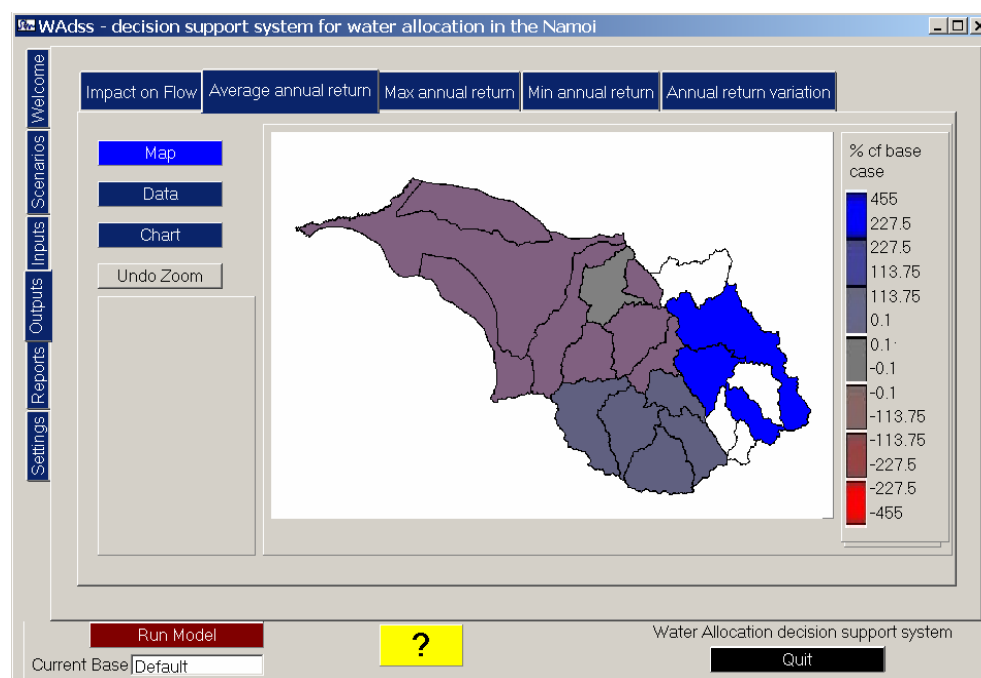 WAdss - decision support system for water allocation in the Namoi
Welcome
Scenarios
Inputs
Outputs
Reports
Settings
Impact on Flow
Average annual return
Max annual return
Min annual return
Annual return variation
Map
Data
Chart
Undo Zoom
% cf base
case
455
227.5
227.5
113.75
113.75
0.1
0.1
-0.1
-0.1
-113.75
-113.75
-227.5
-227.5
-455
Run Model
Current Base Default
?
Water Allocation decision support system
Quit